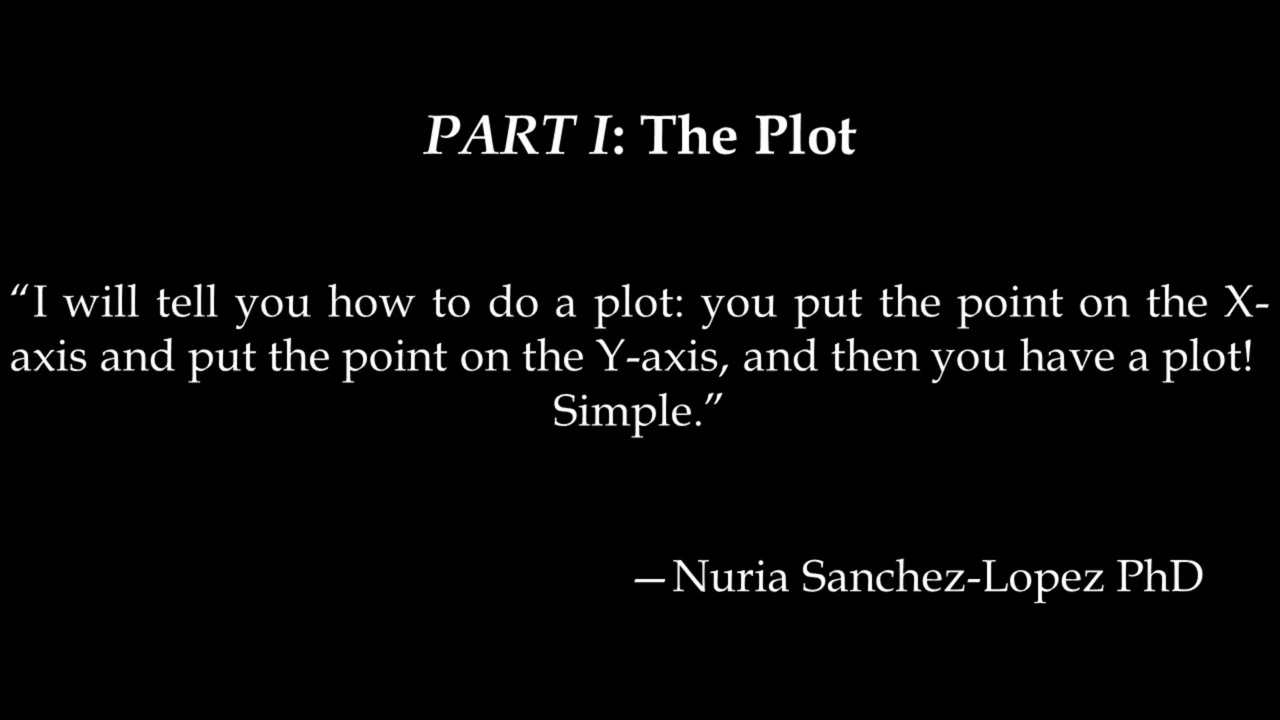 PART I: The Plot
“I will tell you how to do a plot: you put the point on the X-
axis and put the point on the Y-axis, and then you have a plot!
Simple.”
—Nuria Sanchez-Lopez PhD